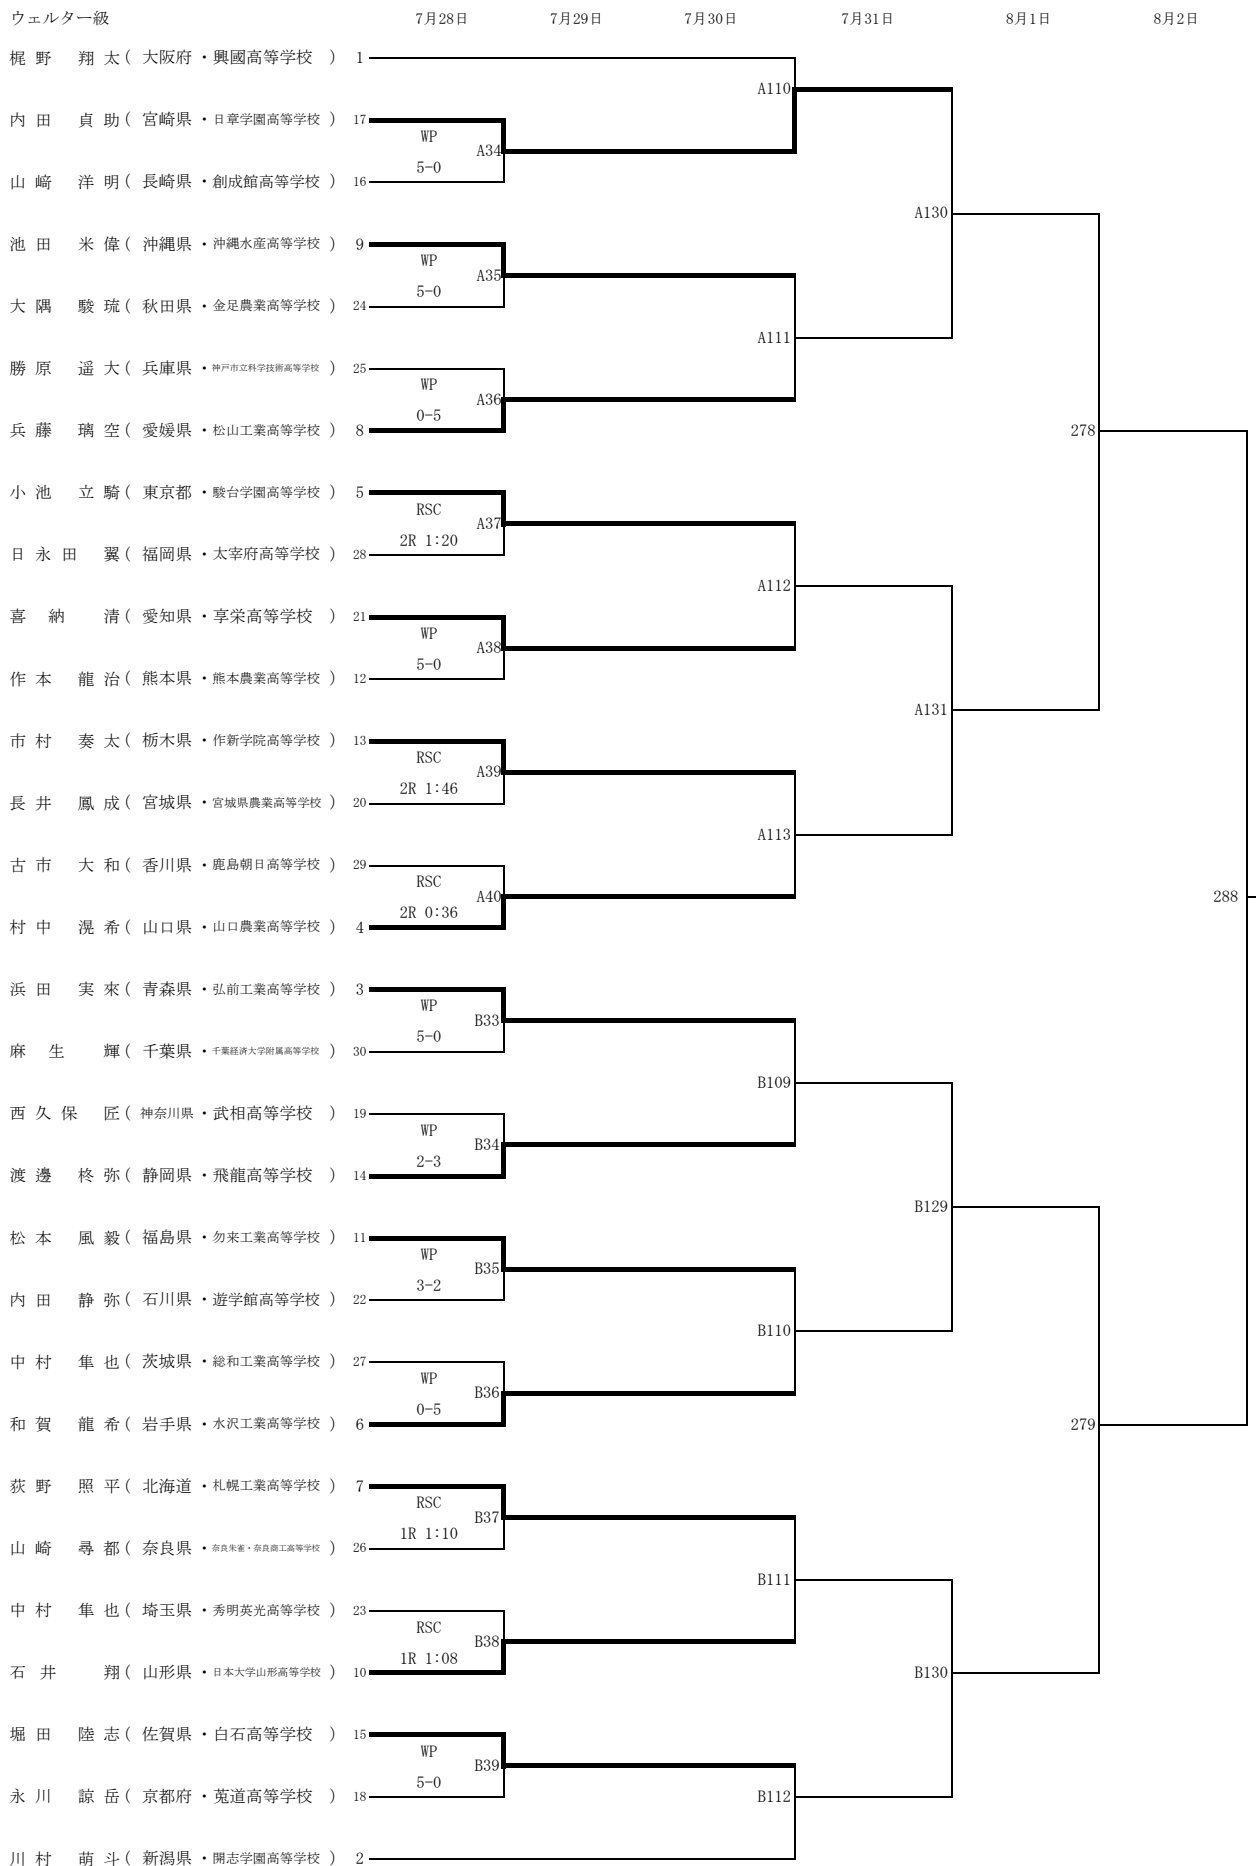 ウェルター級 7月28日 7月29日 7月30日 7月31日 8月1日 8月2日
梶野 翔太( 大阪府 ・興國高等学校 ) 1
A110
内田 貞助( 宮崎県 ・日章学園高等学校 ) 17
WP
A34
5-0
山﨑 洋明( 長崎県 ・創成館高等学校 ) 16
A130
池田 米偉( 沖縄県 ・沖縄水産高等学校 ) 9
WP
A35
5-0
大隅 駿琉( 秋田県 ・金足農業高等学校 ) 24
A111
勝原 遥大( 兵庫県 ・神戸市立科学技術高等学校 ) 25
WP
A36
0-5
兵藤 璃空( 愛媛県 ・松山工業高等学校 ) 8
278
小池 立騎( 東京都 ・駿台学園高等学校 ) 5
RSC
A37
2R 1:20
日永田 翼( 福岡県 ・太宰府高等学校 ) 28
A112
喜納 清( 愛知県 ・享栄高等学校 ) 21
WP
A38
5-0
作本 龍治( 熊本県 ・熊本農業高等学校 ) 12
A131
市村 奏太( 栃木県 ・作新学院高等学校 ) 13
RSC
A39
2R 1:46
長井 鳳成( 宮城県 ・宮城県農業高等学校 ) 20
A113
古市 大和( 香川県 ・鹿島朝日高等学校 ) 29
RSC
A40
288
2R 0:36
村中 滉希( 山口県 ・山口農業高等学校 ) 4
浜田 実來( 青森県 ・弘前工業高等学校 ) 3
WP
B33
5-0
麻生 輝( 千葉県 ・千葉経済大学附属高等学校 ) 30
B109
西久保 匠( 神奈川県 ・武相高等学校 ) 19
WP
B34
2-3
渡邊 柊弥( 静岡県 ・飛龍高等学校 ) 14
B129
松本 風毅( 福島県 ・勿来工業高等学校 ) 11
WP
B35
3-2
内田 静弥( 石川県 ・遊学館高等学校 ) 22
B110
中村 隼也( 茨城県 ・総和工業高等学校 ) 27
WP
B36
0-5
和賀 龍希( 岩手県 ・水沢工業高等学校 ) 6
279
荻野 照平( 北海道 ・札幌工業高等学校 ) 7
RSC
B37
1R 1:10
山崎 尋都( 奈良県 ・奈良朱雀・奈良商工高等学校 ) 26
B111
中村 隼也( 埼玉県 ・秀明英光高等学校 ) 23
RSC
B38
1R 1:08
石井 翔( 山形県 ・日本大学山形高等学校 ) 10
B130
堀田 陸志( 佐賀県 ・白石高等学校 ) 15
WP
B39
5-0
永川 諒岳( 京都府 ・莵道高等学校 ) 18
B112
川村 萌斗( 新潟県 ・開志学園高等学校 ) 2